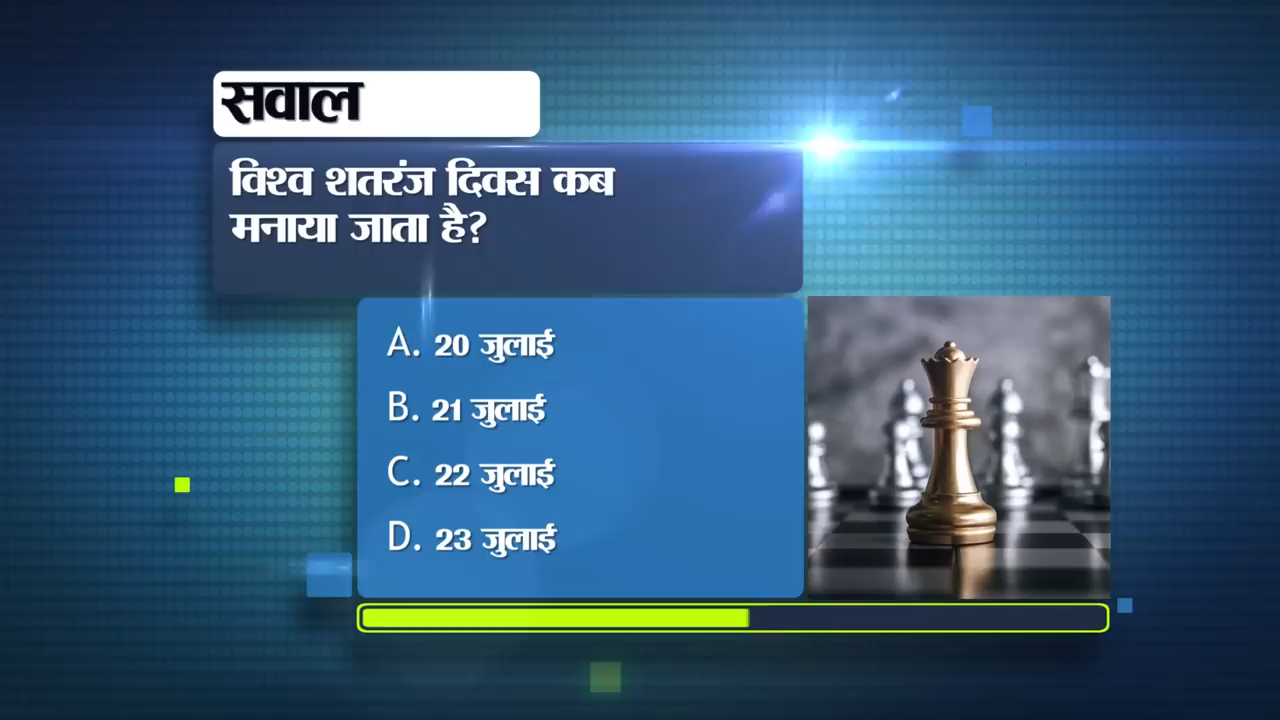 सवाल
विश्व शतरंज दिवस कब
मनाया जाता है?
A. 20 जुलाई
B. 21 जुलाई
C. 22 जुलाई
D. 23 जुलाई